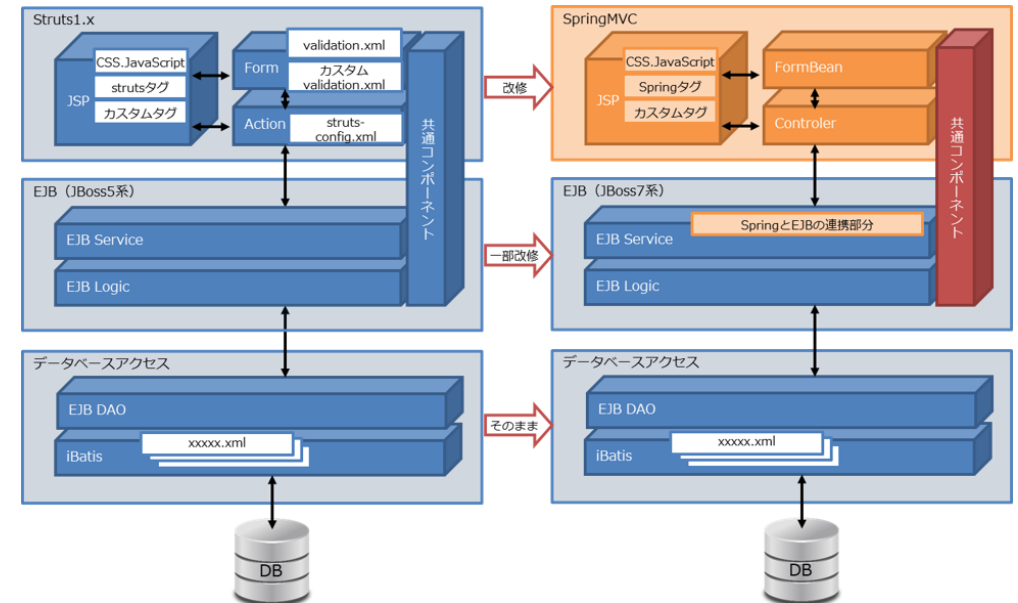 Struts1.x
JSP
CSS.JavaScript
strutsタグ
カスタムタグ
Form
validation.xml
カスタム
validation.xml
Action
struts-
config.xml
共通コンポーネント
EJB（JBoss5系）
EJB Service
EJB Logic
データベースアクセス
EJB DAO
iBatis
xxxxx.xml
DB
改修
一部改修
そのまま
SpringMVC
JSP
CSS.JavaScript
Springタグ
カスタムタグ
FormBean
Controler
共通コンポーネント
EJB（JBoss7系）
EJB Service
SpringとEJBの連携部分
EJB Logic
データベースアクセス
EJB DAO
iBatis
xxxxx.xml
DB